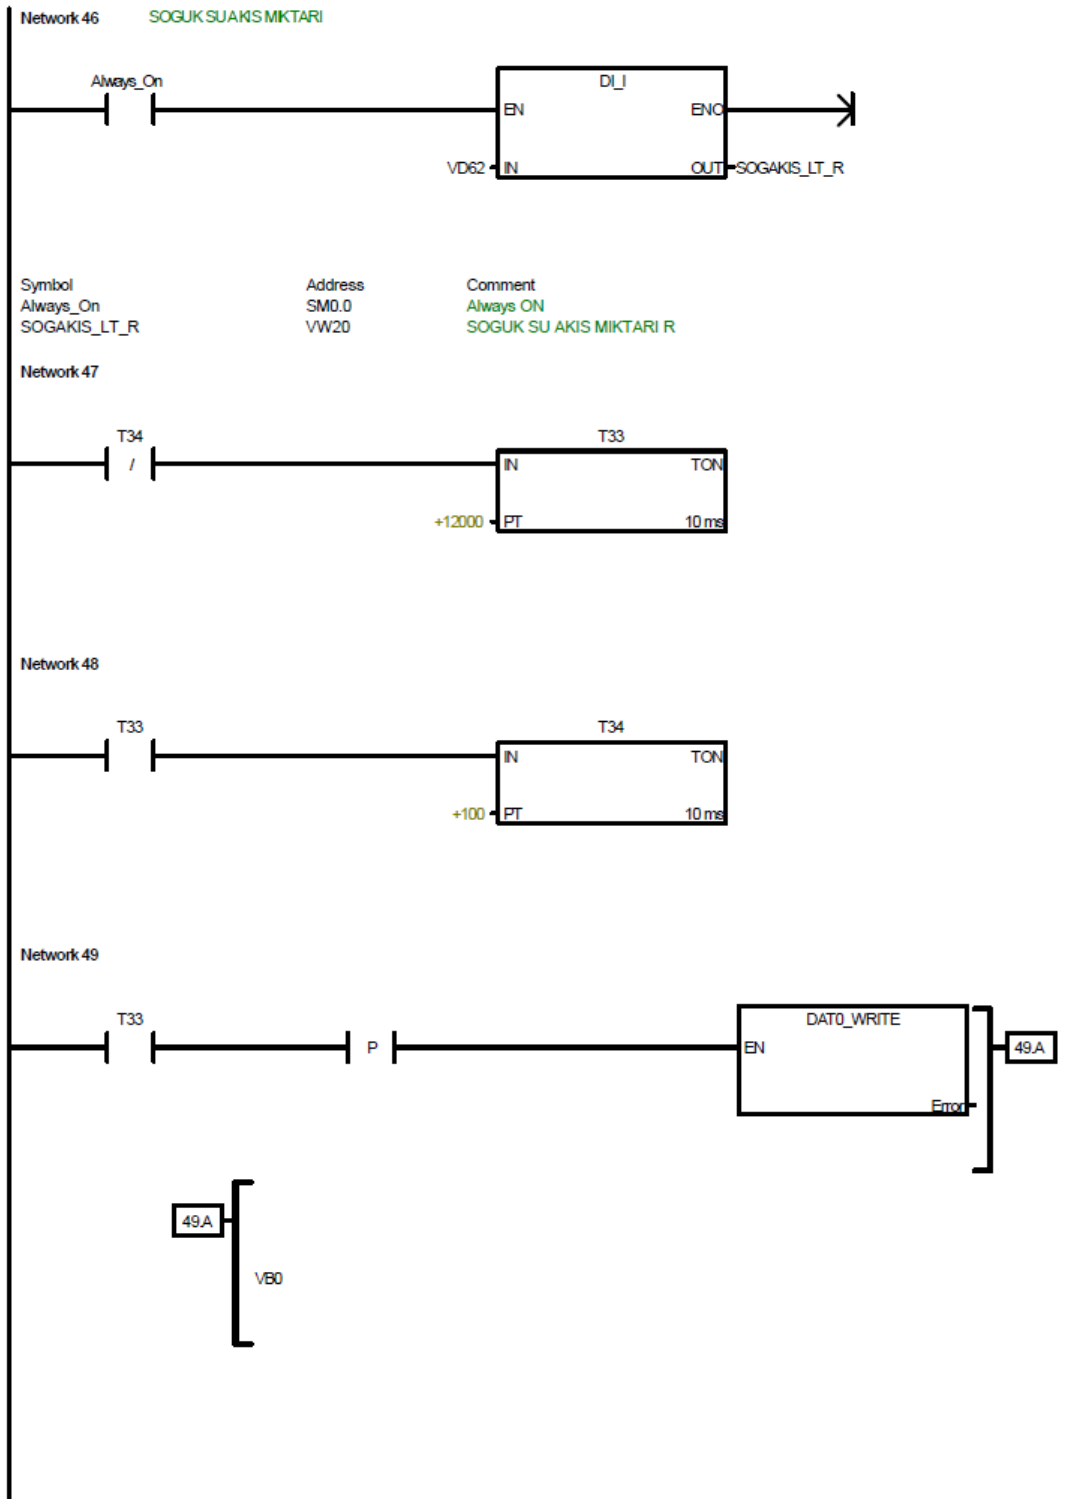 Network 46 SOGUK SU AKIS MIKTARI
Always_On
DI_I
EN ENO
VD62 IN OUT SOGAKIS_LT_R
Symbol Address Comment
Always_On SM0.0 Always ON
SOGAKIS_LT_R VW20 SOGUK SU AKIS MIKTARI R
Network 47
T34 T33
/ IN TON
+12000 PT 10 ms
Network 48
T33 T34
IN TON
+100 PT 10 ms
Network 49
T33 DAT0_WRITE
P EN 49.A
Error
49.A
VB0